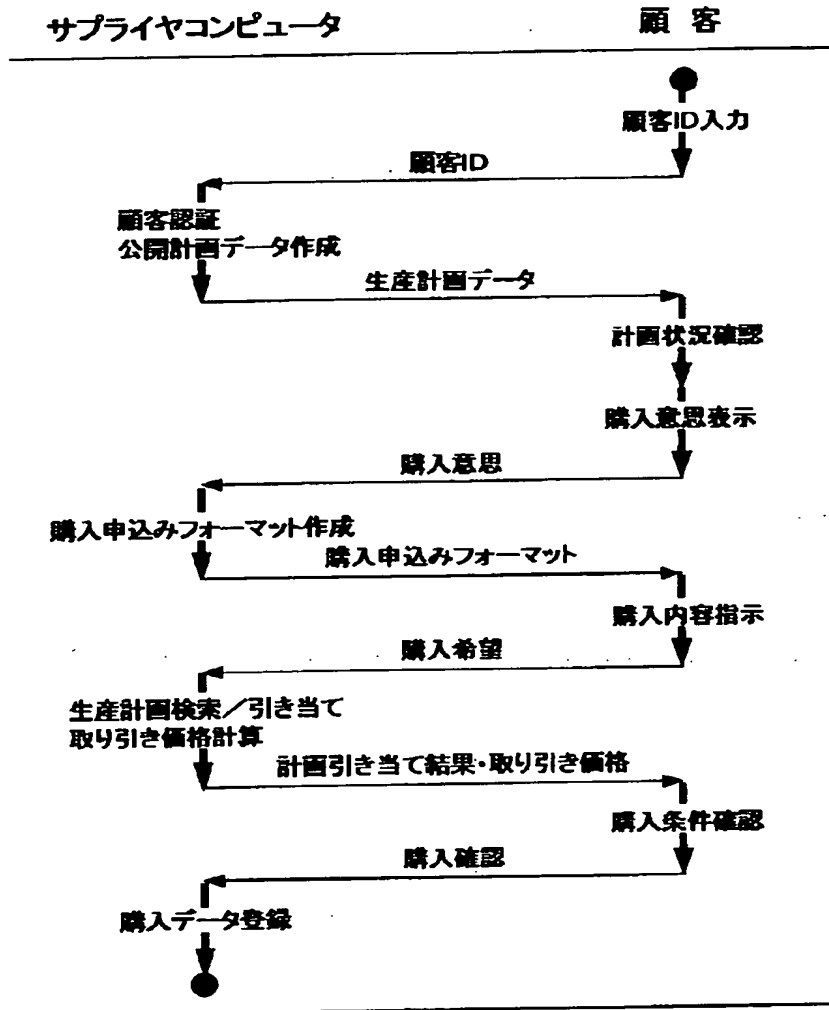 サプライヤコンピュータ 顧 客
顧客ID入力
顧客ID
顧客認証
公開計画データ作成
生産計画データ
計画状況確認
購入意思表示
購入意思
購入申込みフォーマット作成
購入申込みフォーマット
購入内容指示
購入希望
生産計画検索／引き当て
取り引き価格計算
計画引き当て結果・取り引き価格
購入条件確認
購入確認
購入データ登録